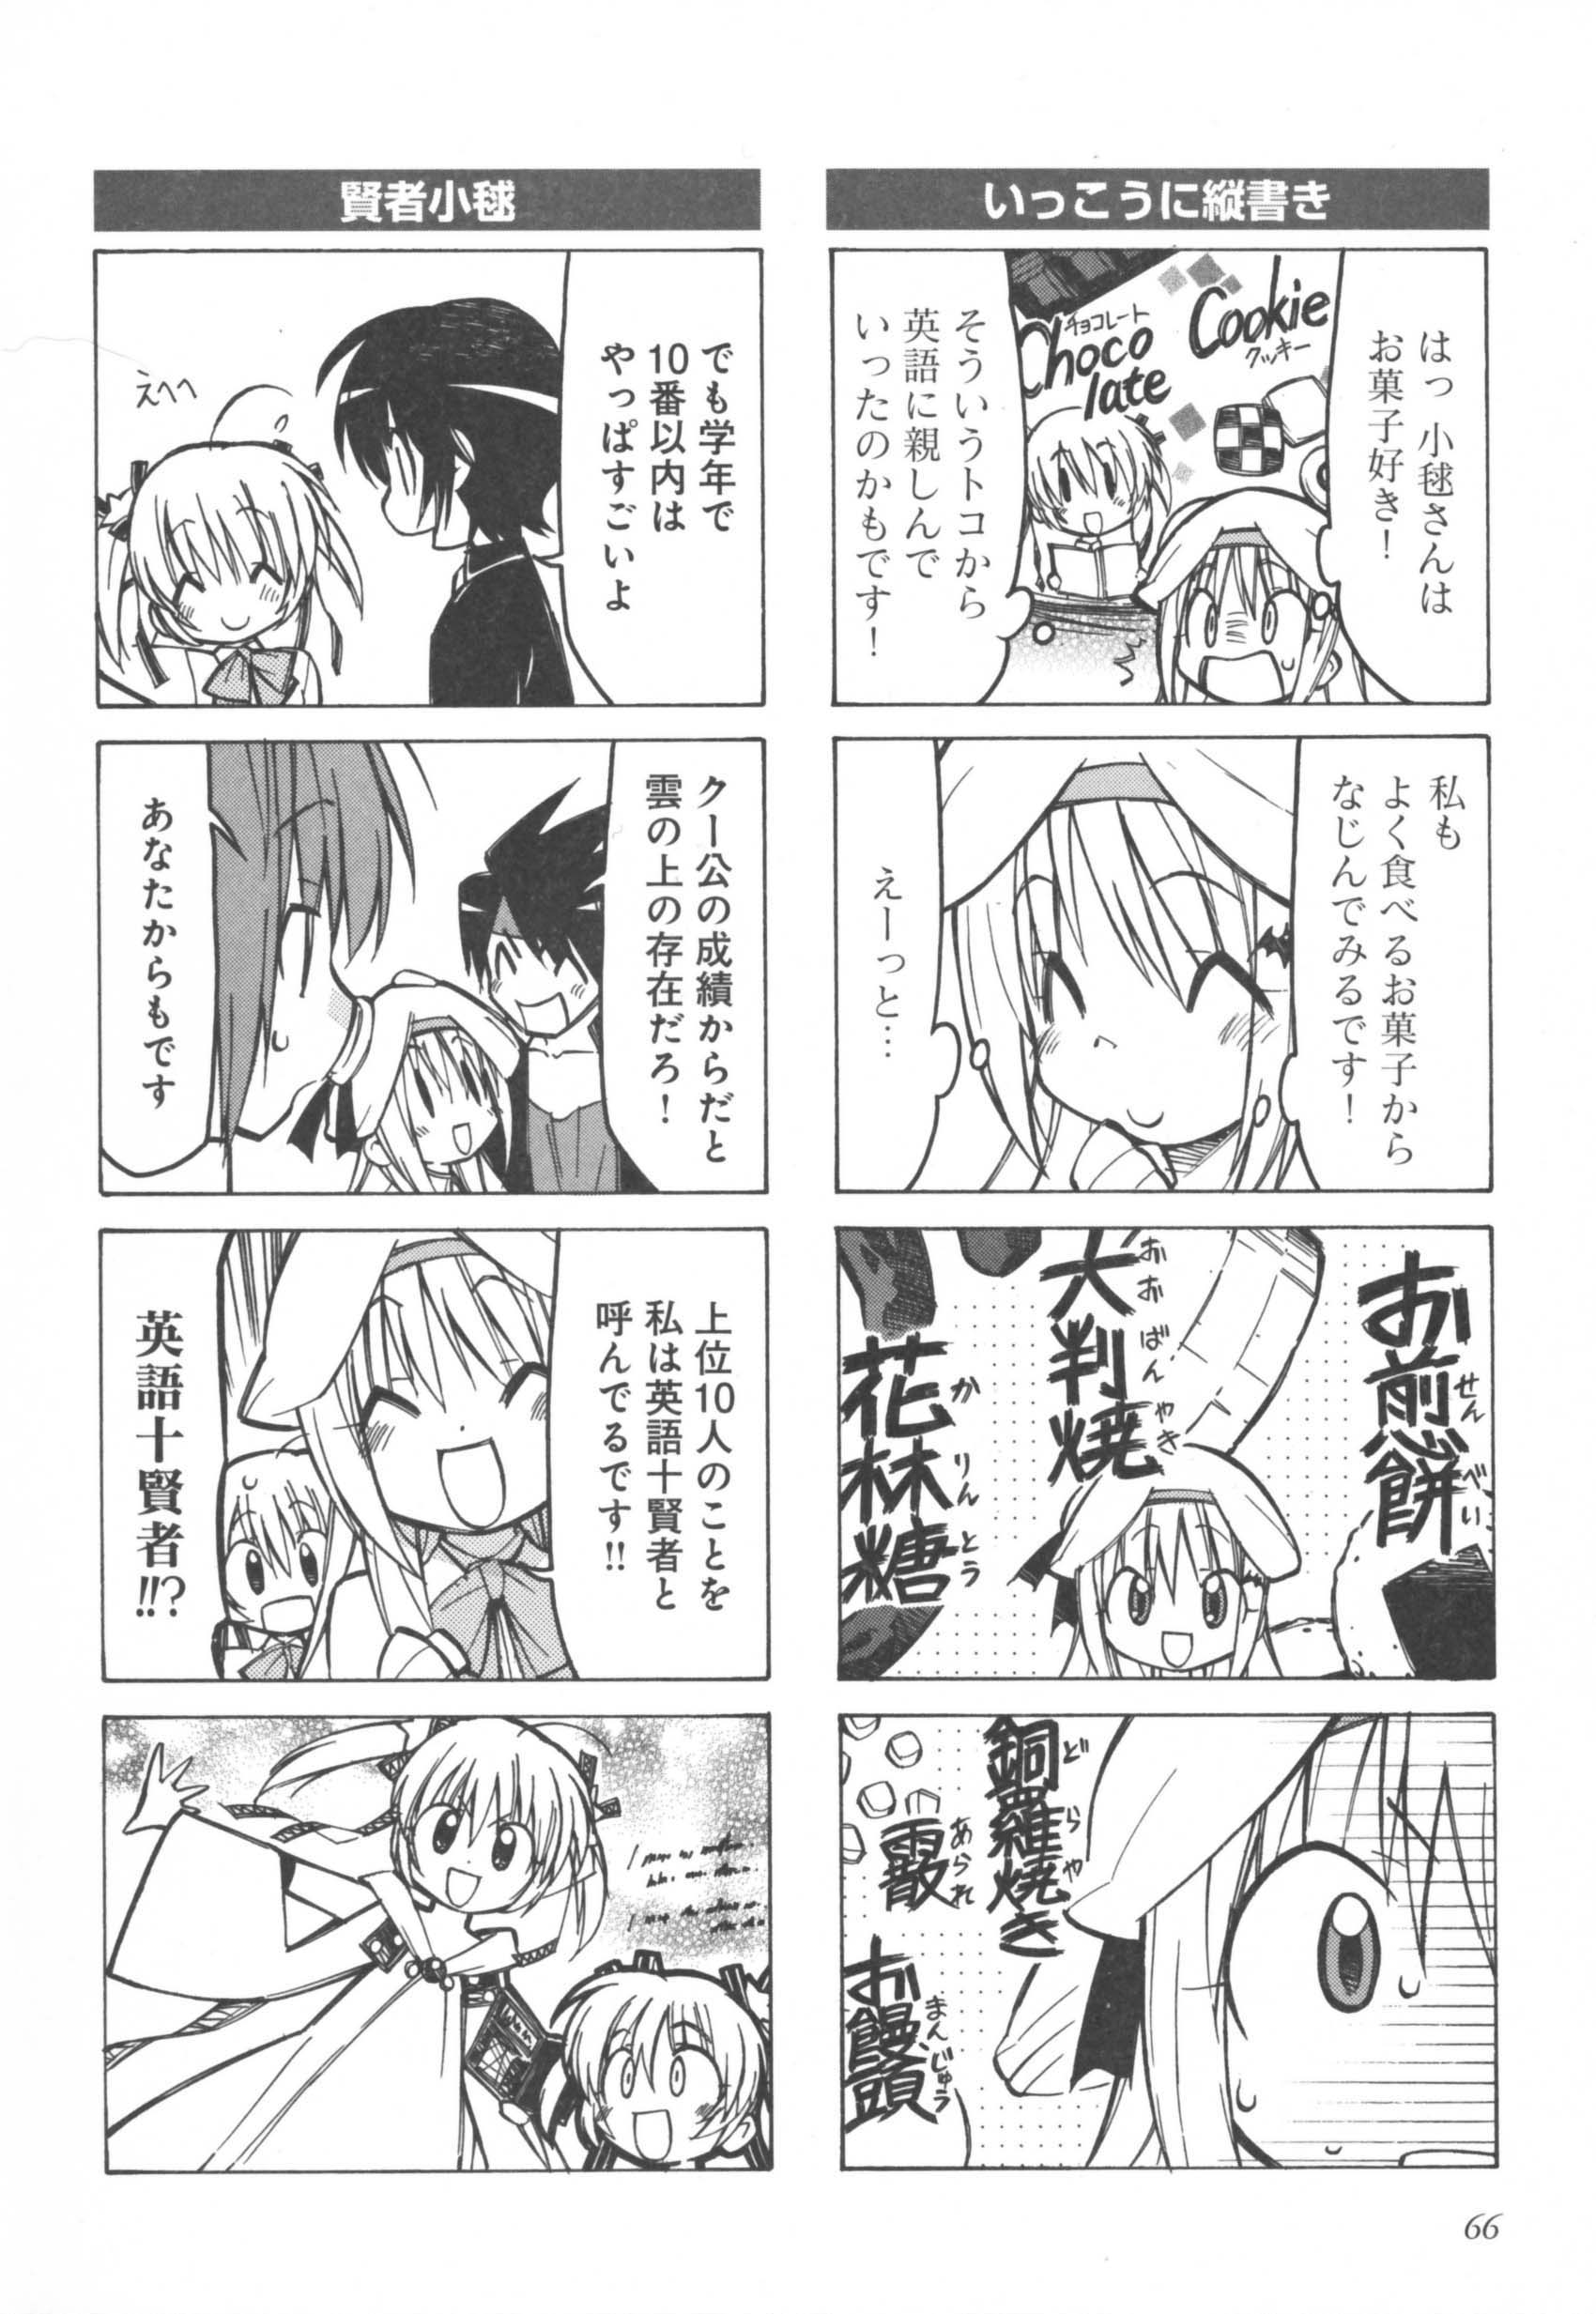 いっこうに縦書き
はっ 小毬さんは
お菓子好き!
Cookie
クッキー
チョコレート
Choco
late
そういうトコから
英語に親しんで
いったのかもです!
私も
よく食べるお菓子から
なじんでみるです!
えーっと…
お煎餅
せんべい
大判焼
おおばんやき
花林糖
かりんとう
銅羅焼き
どらや
霰
あられ
お饅頭
まんじゅう
賢者小毬
でも学年で
10番以内は
やっぱすごいよ
えへへ
クー公の成績からだと
雲の上の存在だろ!
あなたからもです
上位10人のことを
私は英語十賢者と
呼んでるです!!
英語十賢者!!?
66